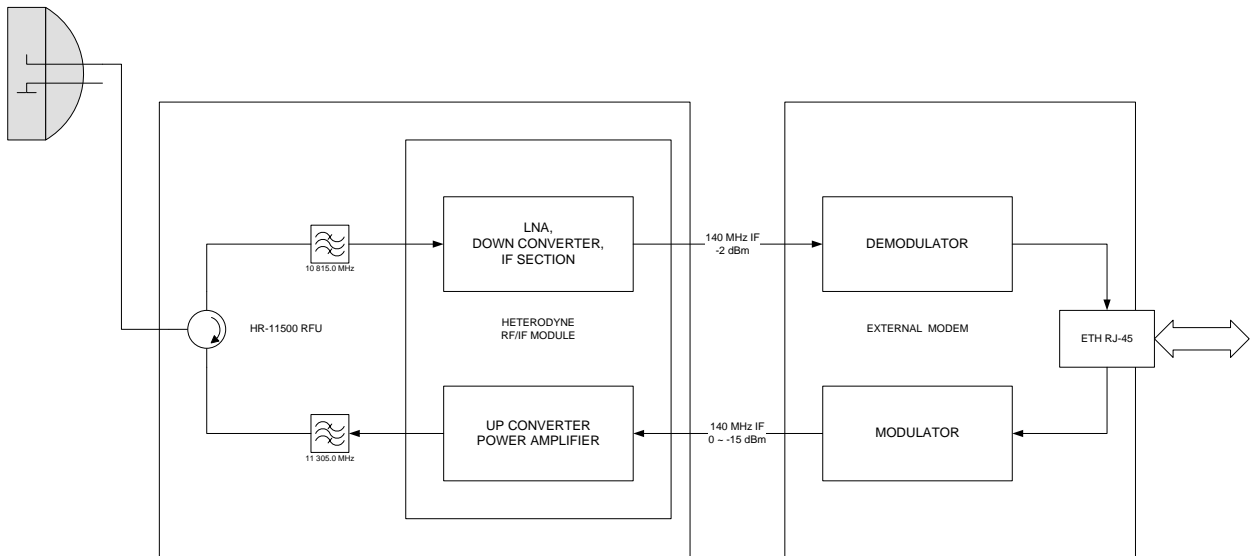 LNA,
DOWN CONVERTER,
IF SECTION
140 MHz IF
-2 dBm
DEMODULATOR
10 815.0 MHz
HR-11500 RFU
HETERODYNE
RF/IF MODULE
EXTERNAL MODEM
ETH RJ-45
UP CONVERTER
POWER AMPLIFIER
140 MHz IF
0 ~ -15 dBm
MODULATOR
11 305.0 MHz